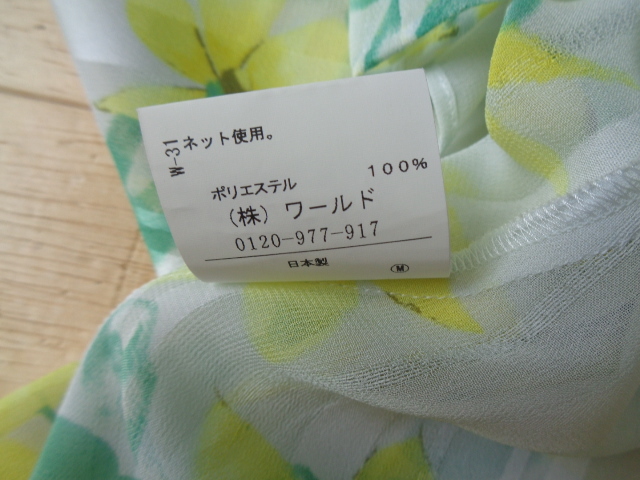 W-31
ネット使用。
ポリエステル 100%
(株) ワールド
0120-977-917
日本製 M